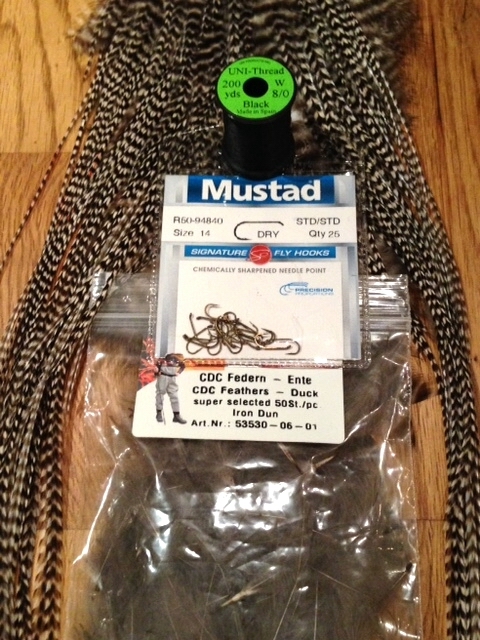 UNI-Thread
200 W
yds 8/0
Black
Made in Spain
Mustad
R50-94840 STD/STD
Size 14 DRY Qty 25
SIGNATURE SF FLY HOOKS
CHEMICALLY SHARPENED NEEDLE POINT
PRECISION
CDC Federn - Ente
CDC Feathers - Duck
super selected 50St./pc
Iron Dun
Art.Nr.: 53530-06-01